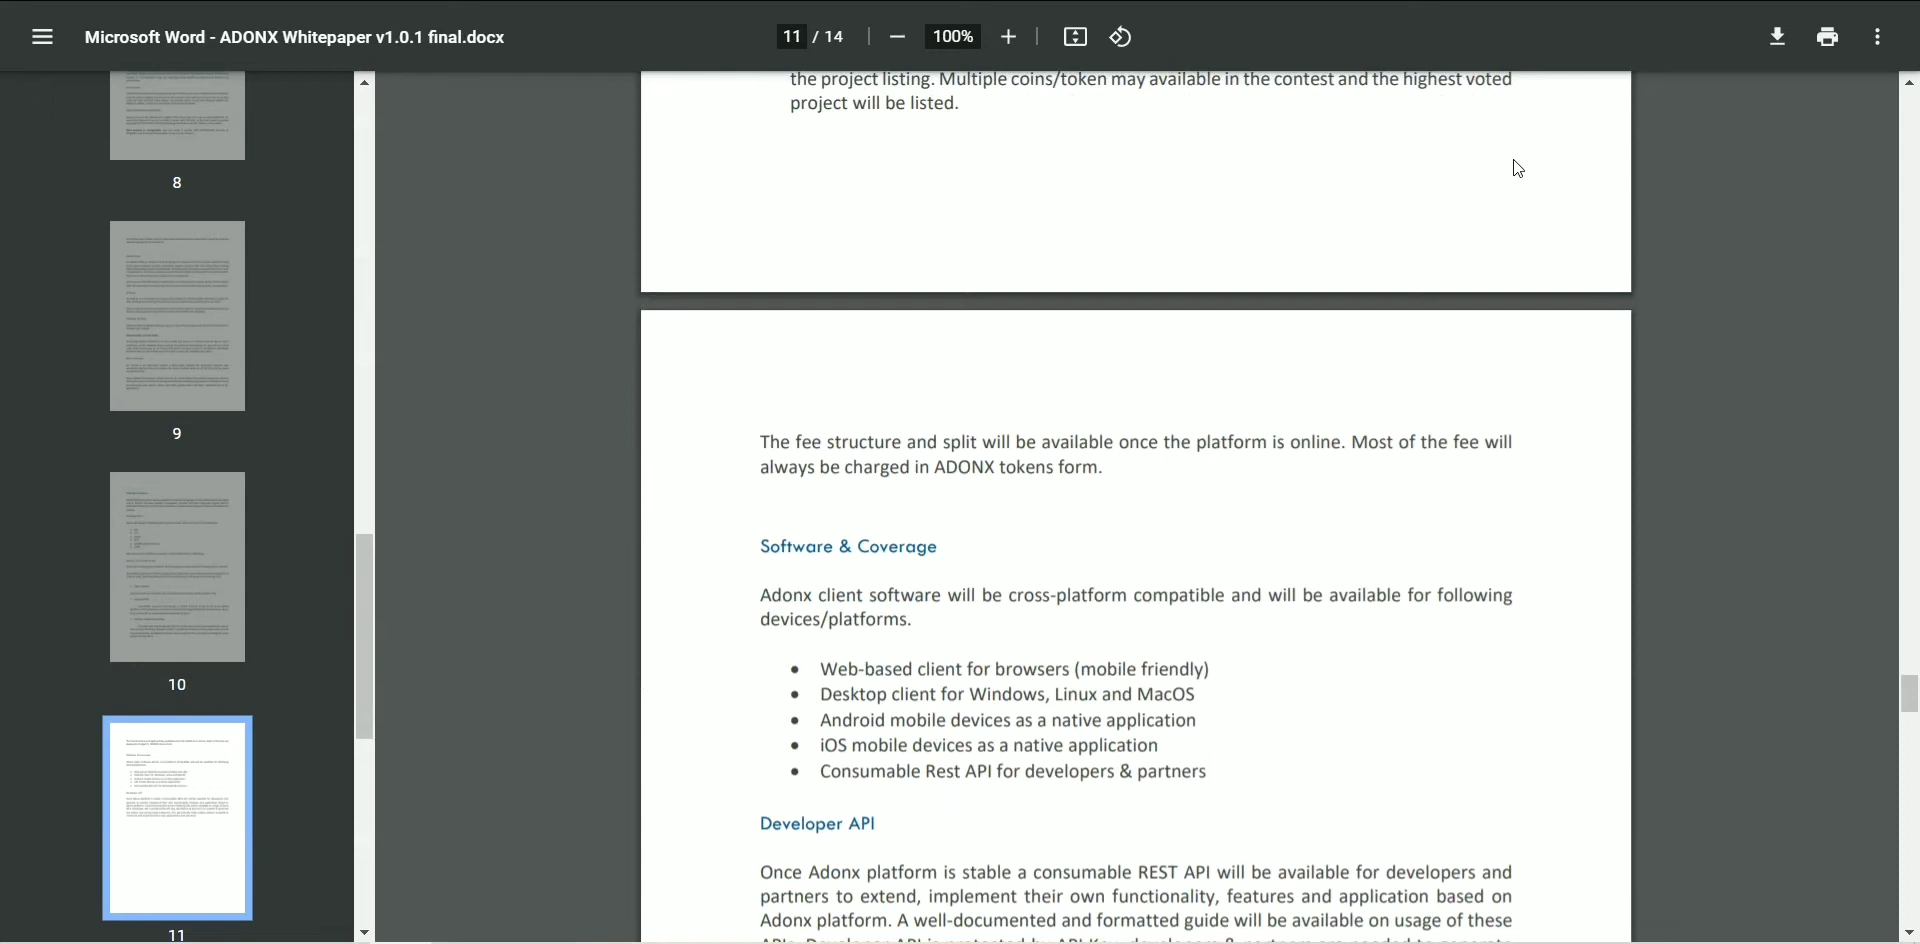 Microsoft Word - ADONX Whitepaper v1.0.1 final.docx
11 / 14
100%
8
9
10
11
the project listing. Multiple coins/token may available in the contest and the highest voted
project will be listed.
The fee structure and split will be available once the platform is online. Most of the fee will
always be charged in ADONX tokens form.
Software & Coverage
Adonx client software will be cross-platform compatible and will be available for following
devices/platforms.
• Web-based client for browsers (mobile friendly)
• Desktop client for Windows, Linux and MacOS
• Android mobile devices as a native application
• iOS mobile devices as a native application
• Consumable Rest API for developers & partners
Developer API
Once Adonx platform is stable a consumable REST API will be available for developers and
partners to extend, implement their own functionality, features and application based on
Adonx platform. A well-documented and formatted guide will be available on usage of these